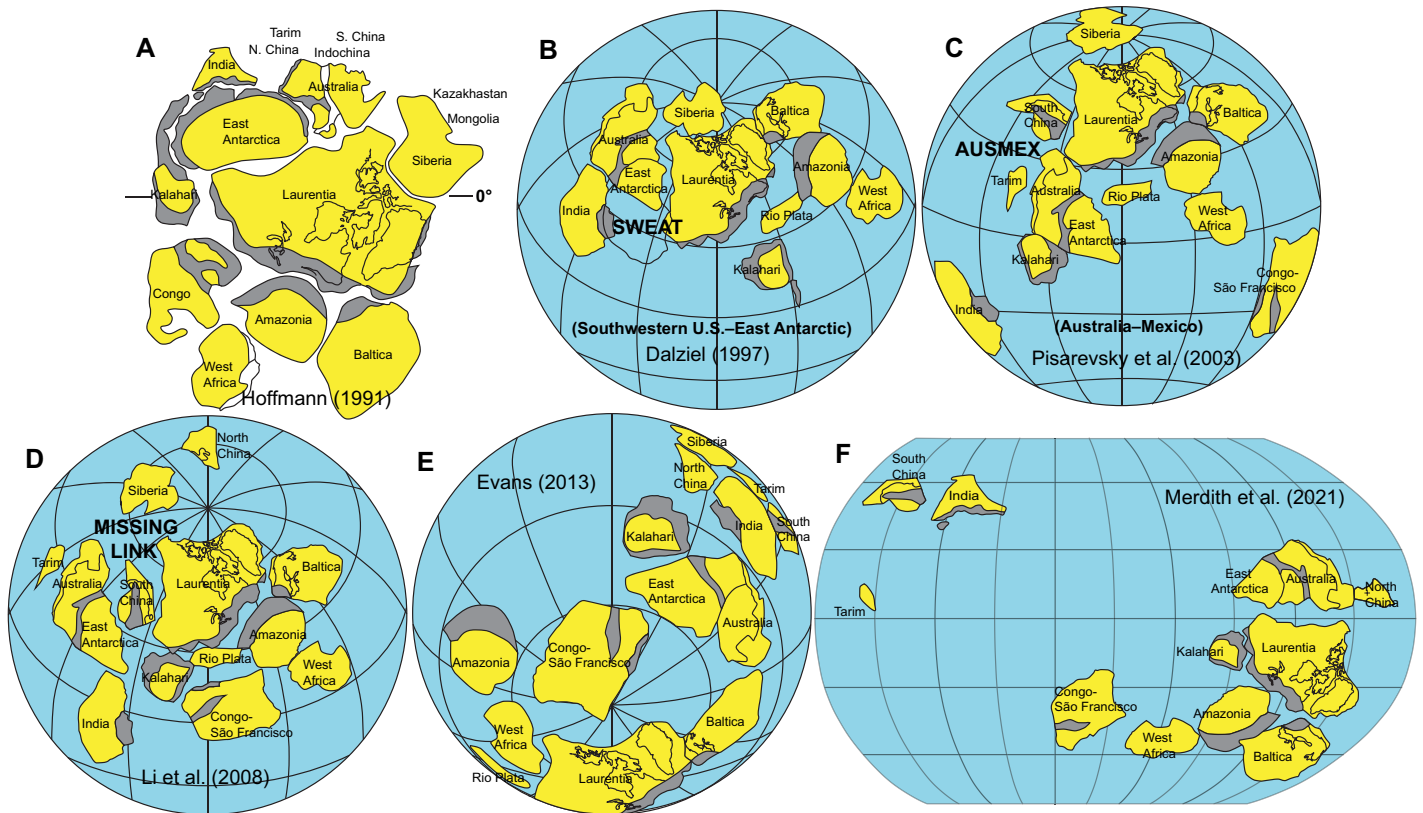 A
Tarim
N. China
S. China
Indochina
India
Australia
Kazakhastan
Mongolia
East
Antarctica
Siberia
Kalahari
Laurentia
0°
Congo
Amazonia
Baltica
West
Africa
Hoffmann (1991)
B
Siberia
Baltica
Australia
East
Antarctica
Laurentia
Amazonia
West
Africa
India
Rio Plata
SWEAT
Kalahari
(Southwestern U.S.–East Antarctic)
Dalziel (1997)
C
Siberia
South
China
Laurentia
Baltica
AUSMEX
Amazonia
Tarim
Australia
Rio Plata
West
Africa
East
Antarctica
Kalahari
Congo-
São Francisco
India
(Australia–Mexico)
Pisarevsky et al. (2003)
D
North
China
Siberia
MISSING
LINK
Tarim
Australia
South
China
Laurentia
Baltica
East
Antarctica
Amazonia
Rio Plata
West
Africa
Kalahari
India
Congo-
São Francisco
Li et al. (2008)
E
Evans (2013)
Siberia
North
China
Tarim
India
South
China
Kalahari
East
Antarctica
Australia
Amazonia
Congo-
São Francisco
West
Africa
Baltica
Rio Plata
Laurentia
F
South
China
India
Merdith et al. (2021)
East
Antarctica
Australia
North
China
Tarim
Kalahari
Laurentia
Congo-
São Francisco
Amazonia
West
Africa
Baltica